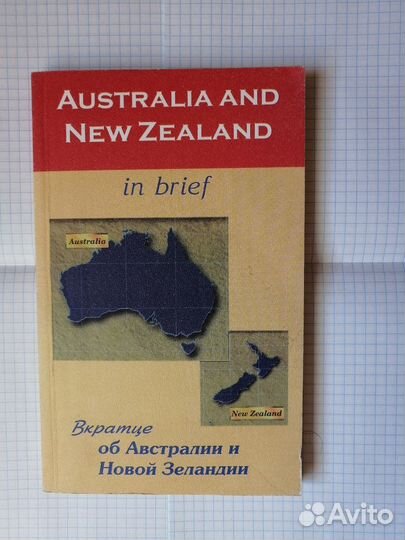 AUSTRALIA AND
NEW ZEALAND
in brief
Australia
New Zealand
Вкратце
об Австралии и
Новой Зеландии
Avito